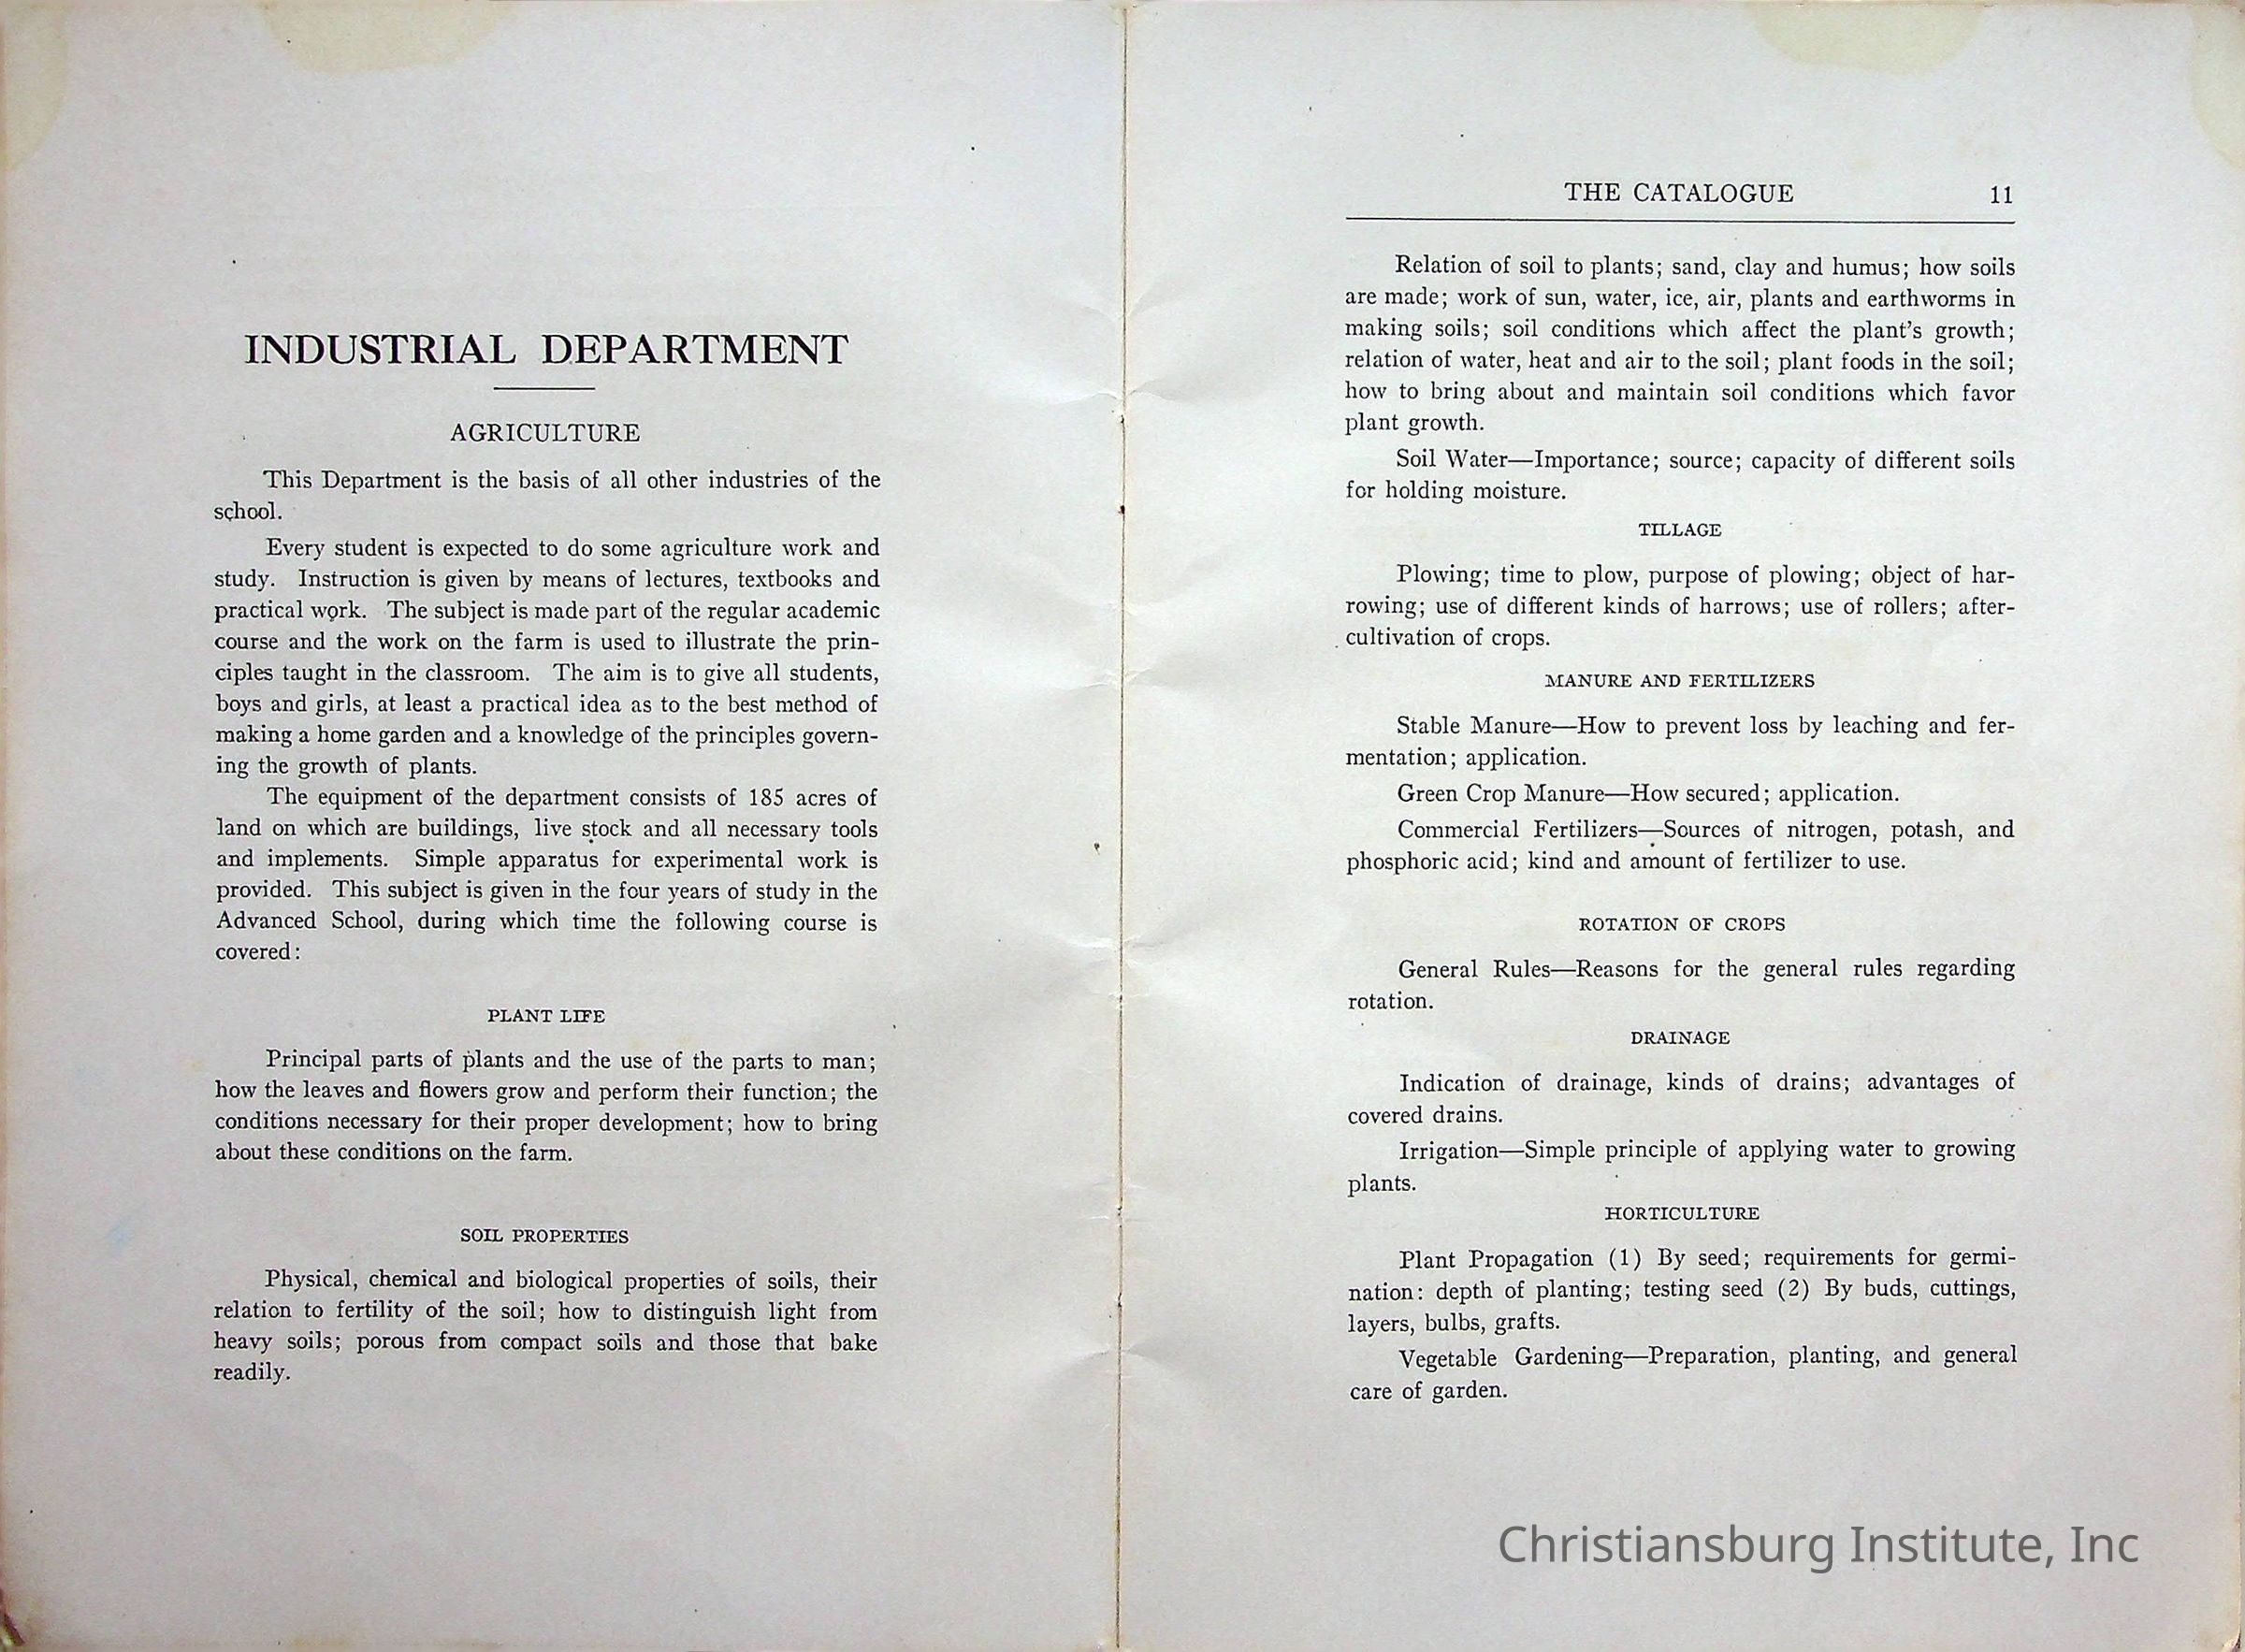 INDUSTRIAL DEPARTMENT
AGRICULTURE
This Department is the basis of all other industries of the
school.
Every student is expected to do some agriculture work and
study. Instruction is given by means of lectures, textbooks and
practical work. The subject is made part of the regular academic
course and the work on the farm is used to illustrate the prin-
ciples taught in the classroom. The aim is to give all students,
boys and girls, at least a practical idea as to the best method of
making a home garden and a knowledge of the principles govern-
ing the growth of plants.
The equipment of the department consists of 185 acres of
land on which are buildings, live stock and all necessary tools
and implements. Simple apparatus for experimental work is
provided. This subject is given in the four years of study in the
Advanced School, during which time the following course is
covered:
PLANT LIFE
Principal parts of plants and the use of the parts to man;
how the leaves and flowers grow and perform their function; the
conditions necessary for their proper development; how to bring
about these conditions on the farm.
SOIL PROPERTIES
Physical, chemical and biological properties of soils, their
relation to fertility of the soil; how to distinguish light from
heavy soils; porous from compact soils and those that bake
readily.
THE CATALOGUE 11
Relation of soil to plants; sand, clay and humus; how soils
are made; work of sun, water, ice, air, plants and earthworms in
making soils; soil conditions which affect the plant's growth;
relation of water, heat and air to the soil; plant foods in the soil;
how to bring about and maintain soil conditions which favor
plant growth.
Soil Water—Importance; source; capacity of different soils
for holding moisture.
TILLAGE
Plowing; time to plow, purpose of plowing; object of har-
rowing; use of different kinds of harrows; use of rollers; after-
cultivation of crops.
MANURE AND FERTILIZERS
Stable Manure—How to prevent loss by leaching and fer-
mentation; application.
Green Crop Manure—How secured; application.
Commercial Fertilizers—Sources of nitrogen, potash, and
phosphoric acid; kind and amount of fertilizer to use.
ROTATION OF CROPS
General Rules—Reasons for the general rules regarding
rotation.
DRAINAGE
Indication of drainage, kinds of drains; advantages of
covered drains.
Irrigation—Simple principle of applying water to growing
plants.
HORTICULTURE
Plant Propagation (1) By seed; requirements for germi-
nation: depth of planting; testing seed (2) By buds, cuttings,
layers, bulbs, grafts.
Vegetable Gardening—Preparation, planting, and general
care of garden.
Christiansburg Institute, Inc